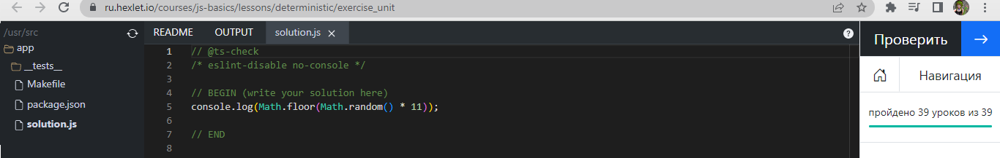 ru.hexlet.io/courses/js-basics/lessons/deterministic/exercise_unit
/usr/src
app
__tests__
Makefile
package.json
solution.js
README OUTPUT solution.js ×
?
1 // @ts-check
2 /* eslint-disable no-console */
3
4 // BEGIN (write your solution here)
5 console.log(Math.floor(Math.random() * 11));
6
7 // END
8
Проверить
Навигация
пройдено 39 уроков из 39